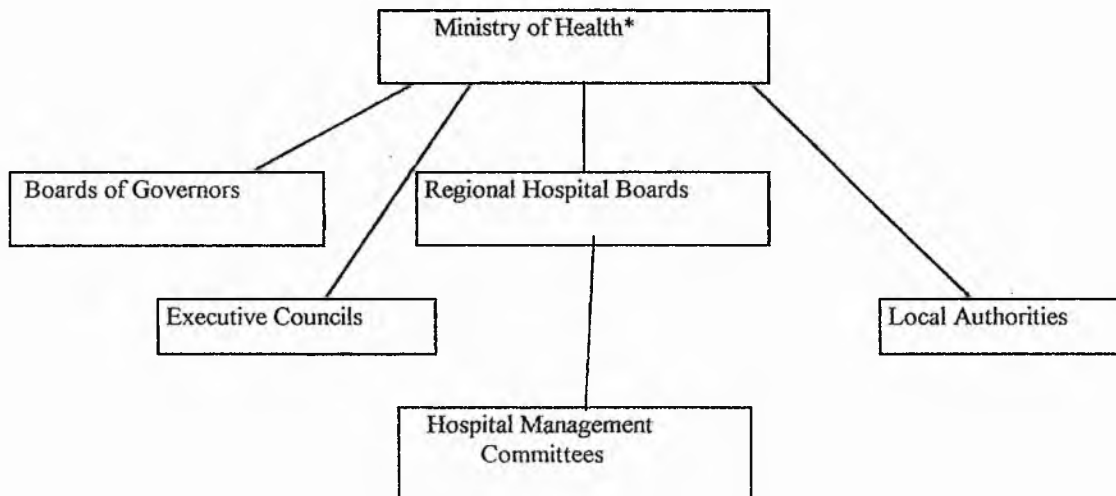 Ministry of Health*
Boards of Governors
Regional Hospital Boards
Executive Councils
Local Authorities
Hospital Management
Committees